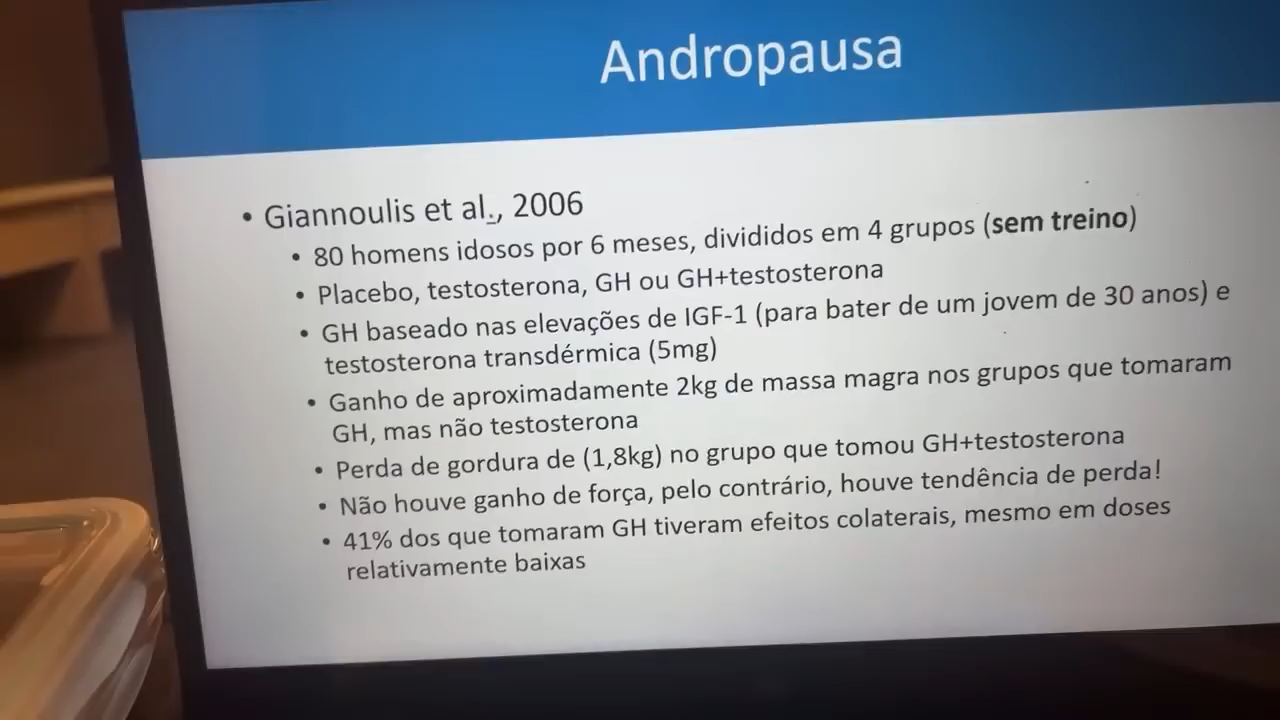 Andropausa
• Giannoulis et al., 2006
• 80 homens idosos por 6 meses, divididos em 4 grupos (sem treino)
• Placebo, testosterona, GH ou GH+testosterona
• GH baseado nas elevações de IGF-1 (para bater de um jovem de 30 anos) e
testosterona transdérmica (5mg)
• Ganho de aproximadamente 2kg de massa magra nos grupos que tomaram
GH, mas não testosterona
• Perda de gordura de (1,8kg) no grupo que tomou GH+testosterona
• Não houve ganho de força, pelo contrário, houve tendência de perda!
• 41% dos que tomaram GH tiveram efeitos colaterais, mesmo em doses
relativamente baixas